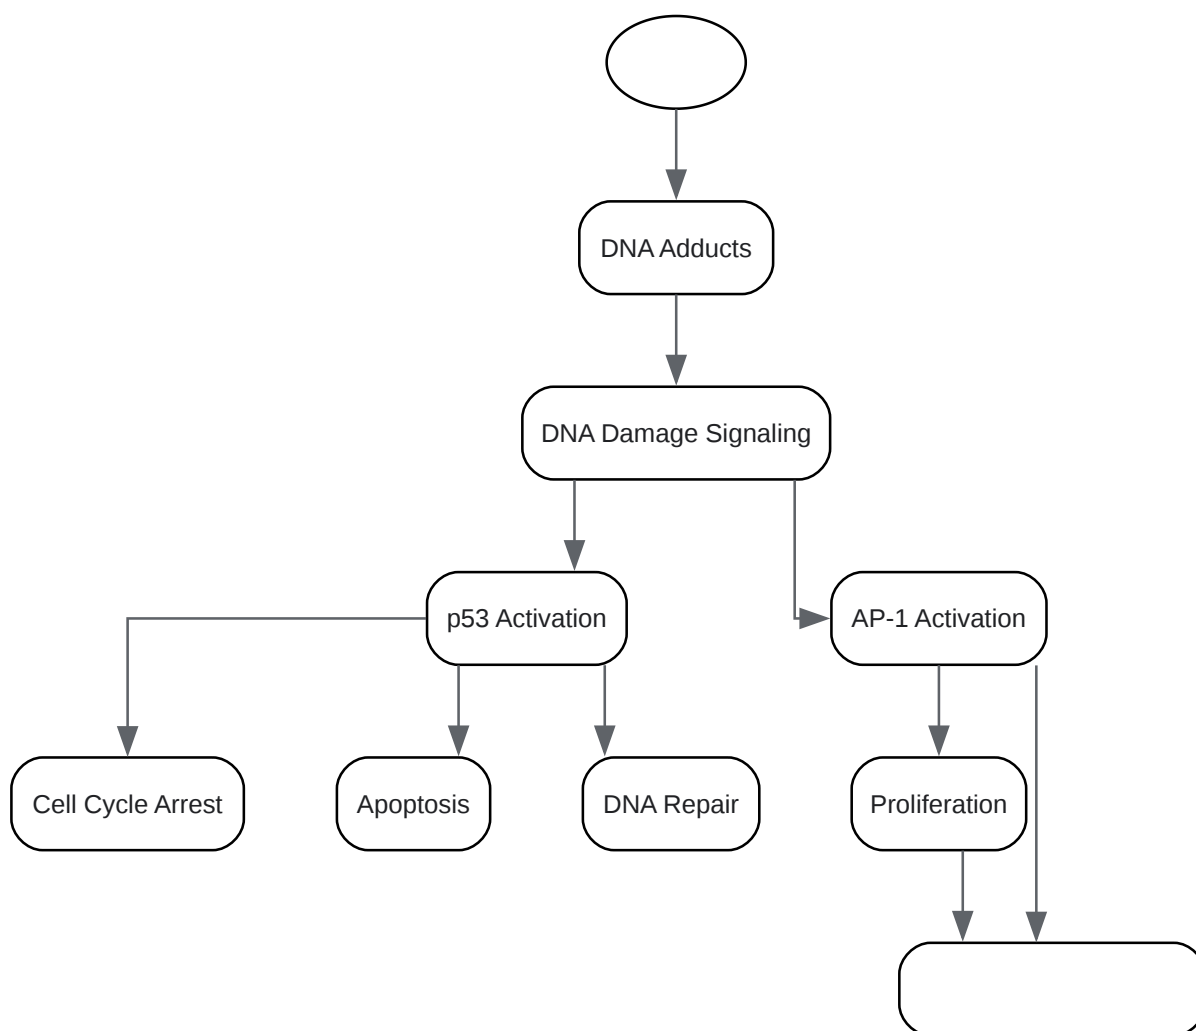 DNA Adducts
DNA Damage Signaling
p53 Activation
AP-1 Activation
Cell Cycle Arrest
Apoptosis
DNA Repair
Proliferation